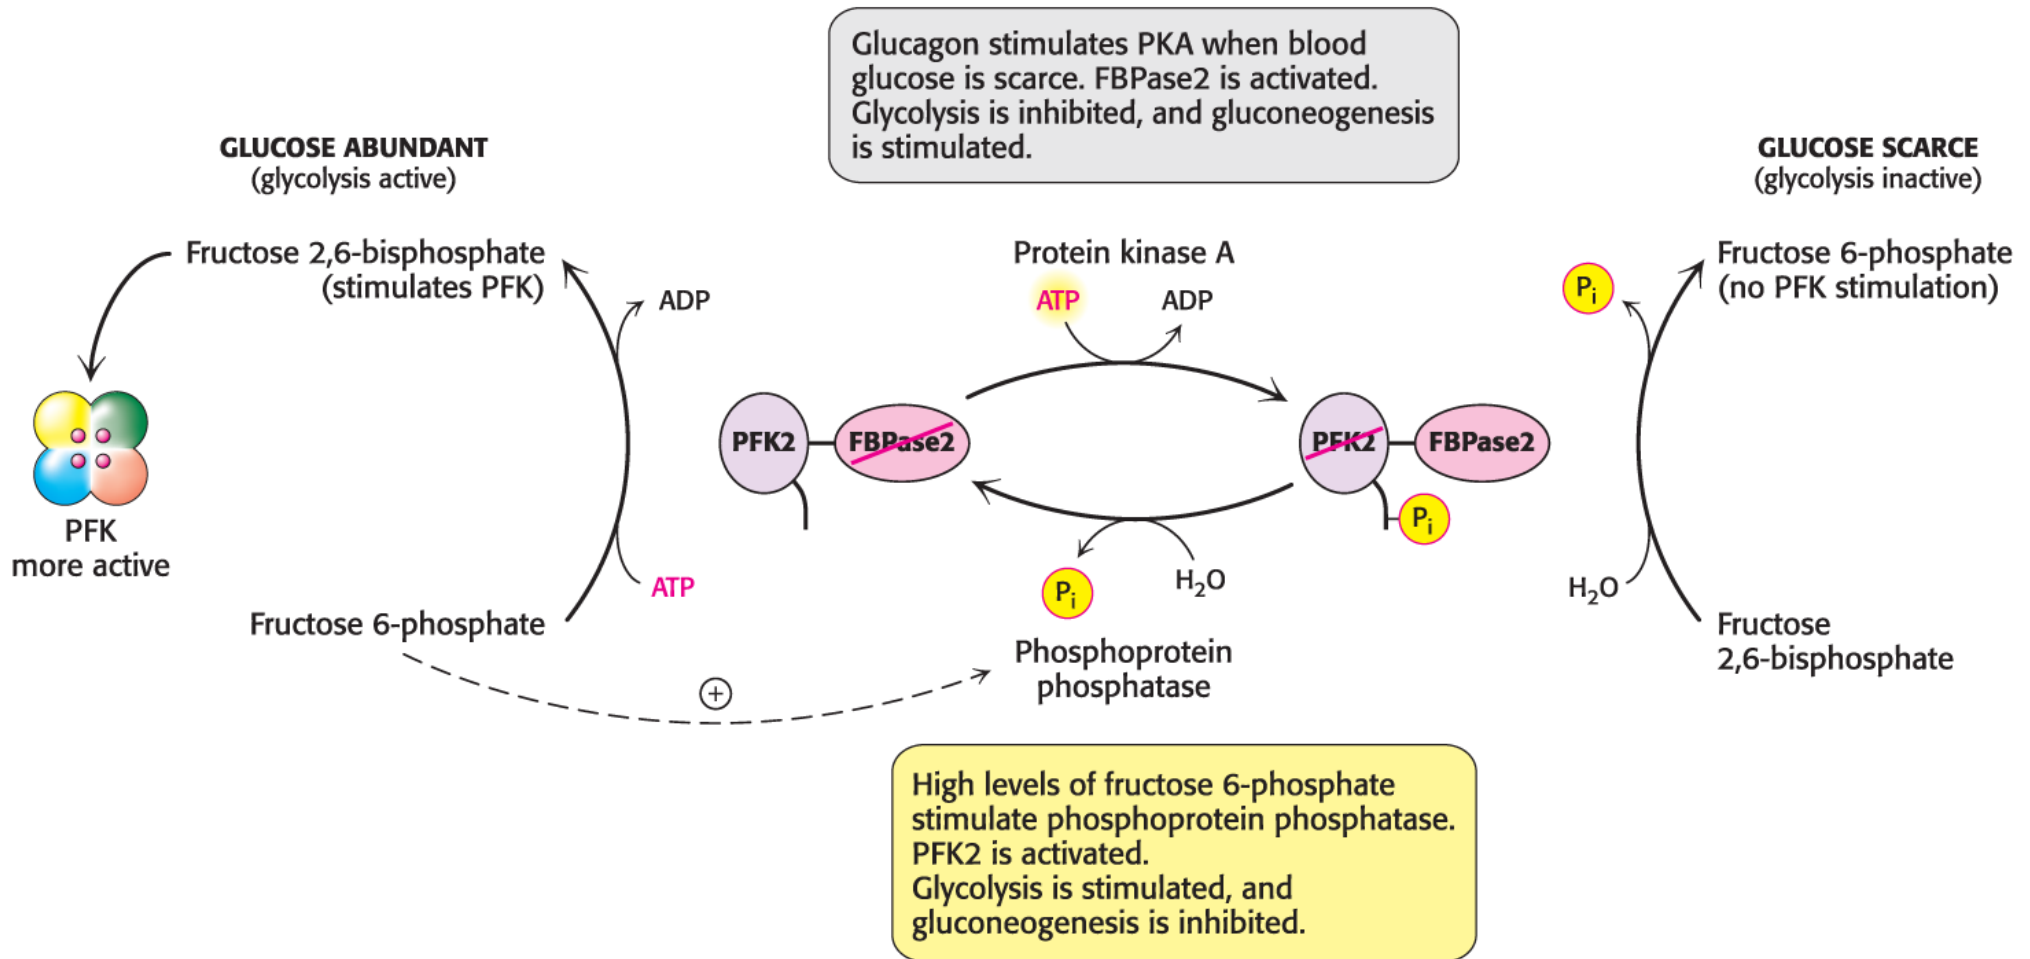 Glucagon stimulates PKA when blood
glucose is scarce. FBPase2 is activated.
Glycolysis is inhibited, and gluconeogenesis
is stimulated.
GLUCOSE ABUNDANT
(glycolysis active)
GLUCOSE SCARCE
(glycolysis inactive)
Fructose 2,6-bisphosphate
(stimulates PFK)
ADP
Protein kinase A
ATP
ADP
Pi
Fructose 6-phosphate
(no PFK stimulation)
PFK2
FBPase2
PFK2
FBPase2
Pi
PFK
more active
ATP
Fructose 6-phosphate
+
Pi
H₂O
Phosphoprotein
phosphatase
H₂O
Fructose
2,6-bisphosphate
High levels of fructose 6-phosphate
stimulate phosphoprotein phosphatase.
PFK2 is activated.
Glycolysis is stimulated, and
gluconeogenesis is inhibited.